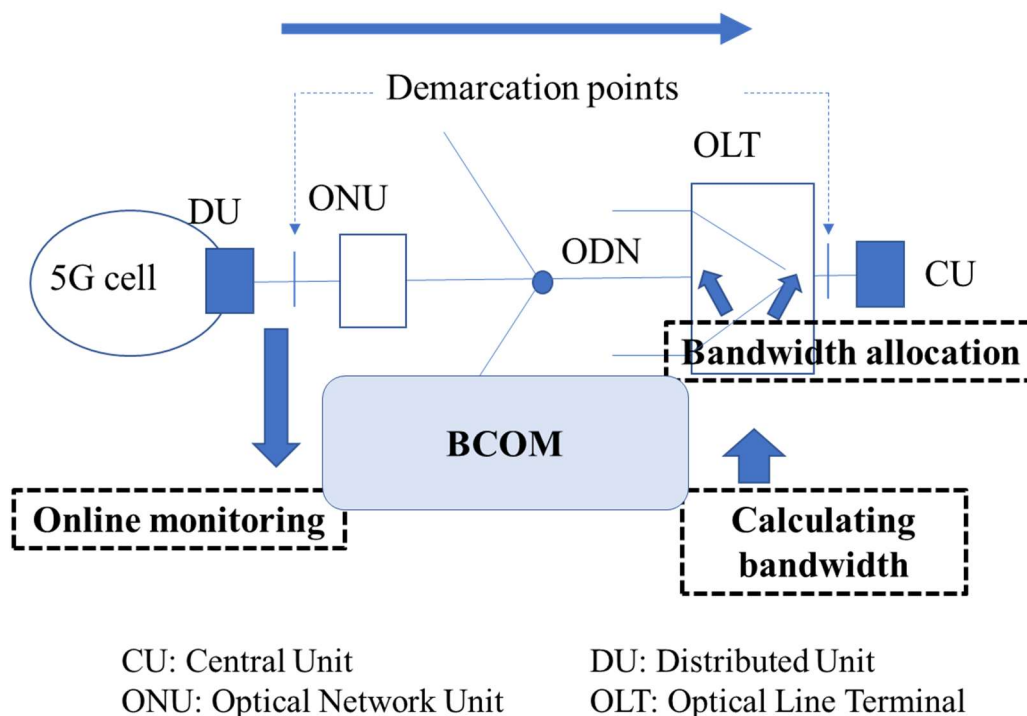 Demarcation points
OLT
DU
ONU
5G cell
ODN
CU
Bandwidth allocation
BCOM
Online monitoring
Calculating
bandwidth
CU: Central Unit
DU: Distributed Unit
ONU: Optical Network Unit
OLT: Optical Line Terminal